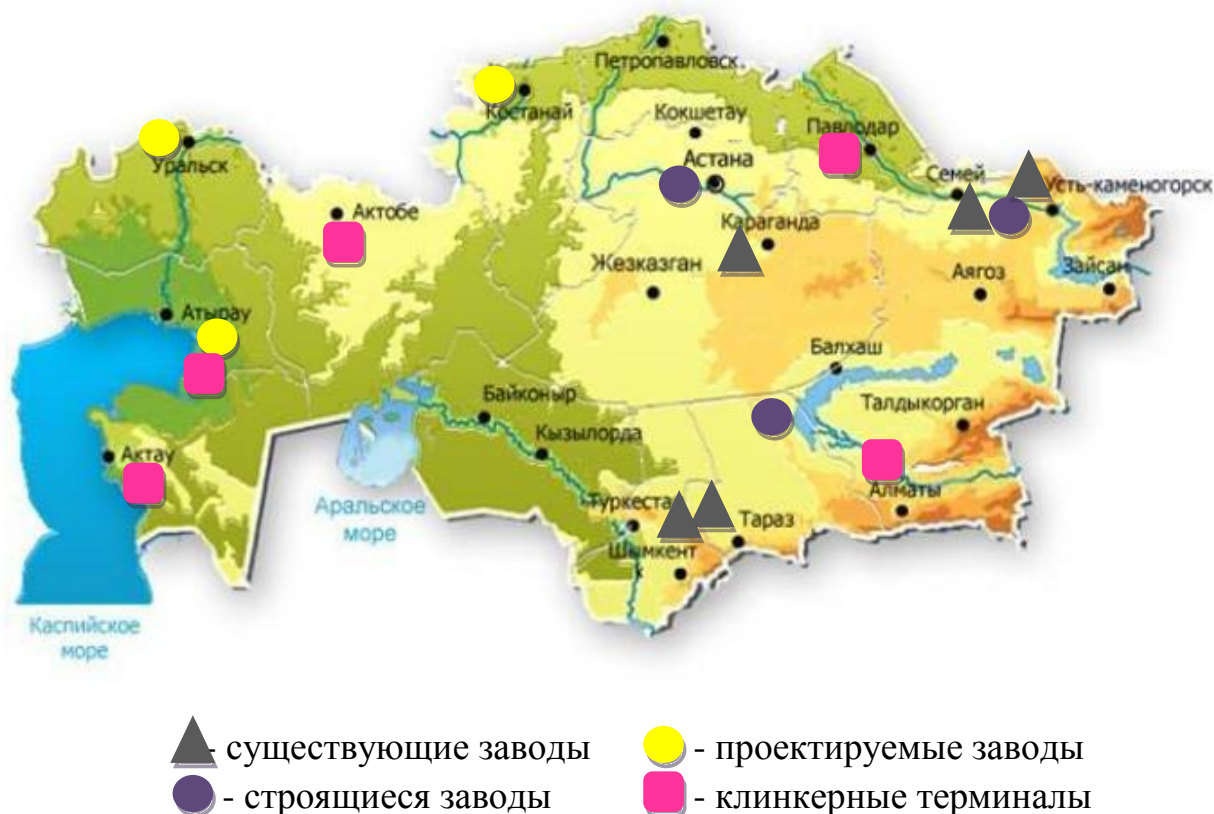 Петропавловск
Костанай
Кокшетау
Павлодар
Уральск
Астана
Семей
Усть-каменогорск
Актобе
Караганда
Жезказган
Аягоз
Зайсан
Атырау
Балхаш
Байконыр
Талдыкорган
Кызылорда
Актау
Алматы
Туркеста
Аральское
море
Тараз
Шымкент
Каспийское
море
- существующие заводы - проектируемые заводы
- строящиеся заводы - клинкерные терминалы